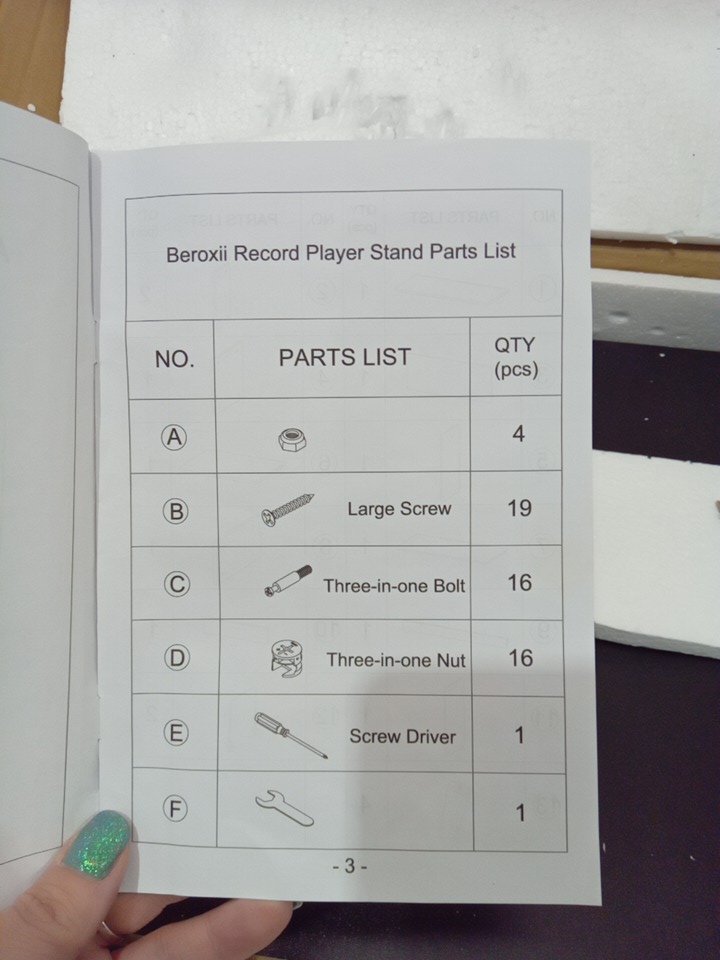 Beroxii Record Player Stand Parts List
NO. PARTS LIST QTY (pcs)
A 4
B Large Screw 19
C Three-in-one Bolt 16
D Three-in-one Nut 16
E Screw Driver 1
F 1
- 3 -